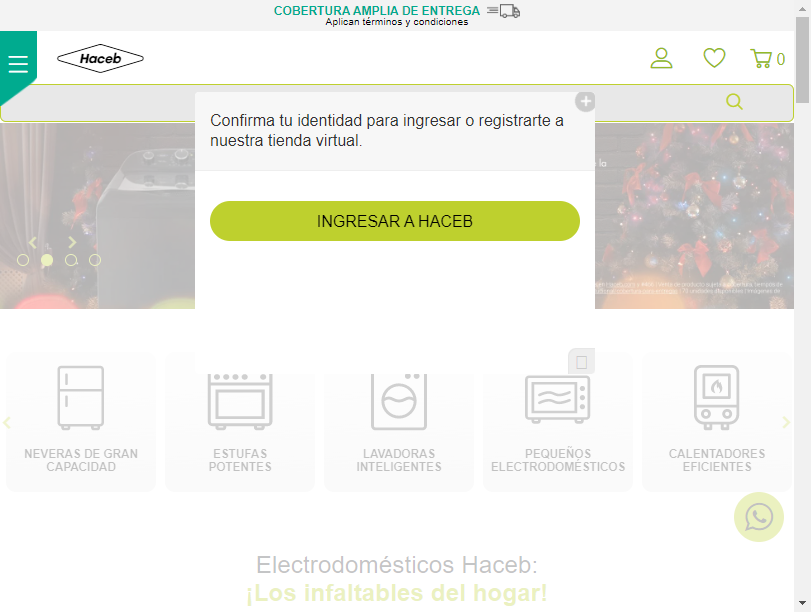 COBERTURA AMPLIA DE ENTREGA
Aplican términos y condiciones
Haceb
0
Confirma tu identidad para ingresar o registrarte a
nuestra tienda virtual.
INGRESAR A HACEB
NEVERAS DE GRAN
CAPACIDAD
ESTUFAS
POTENTES
LAVADORAS
INTELIGENTES
PEQUEÑOS
ELECTRODOMÉSTICOS
CALENTADORES
EFICIENTES
Electrodomésticos Haceb:
¡Los infaltables del hogar!